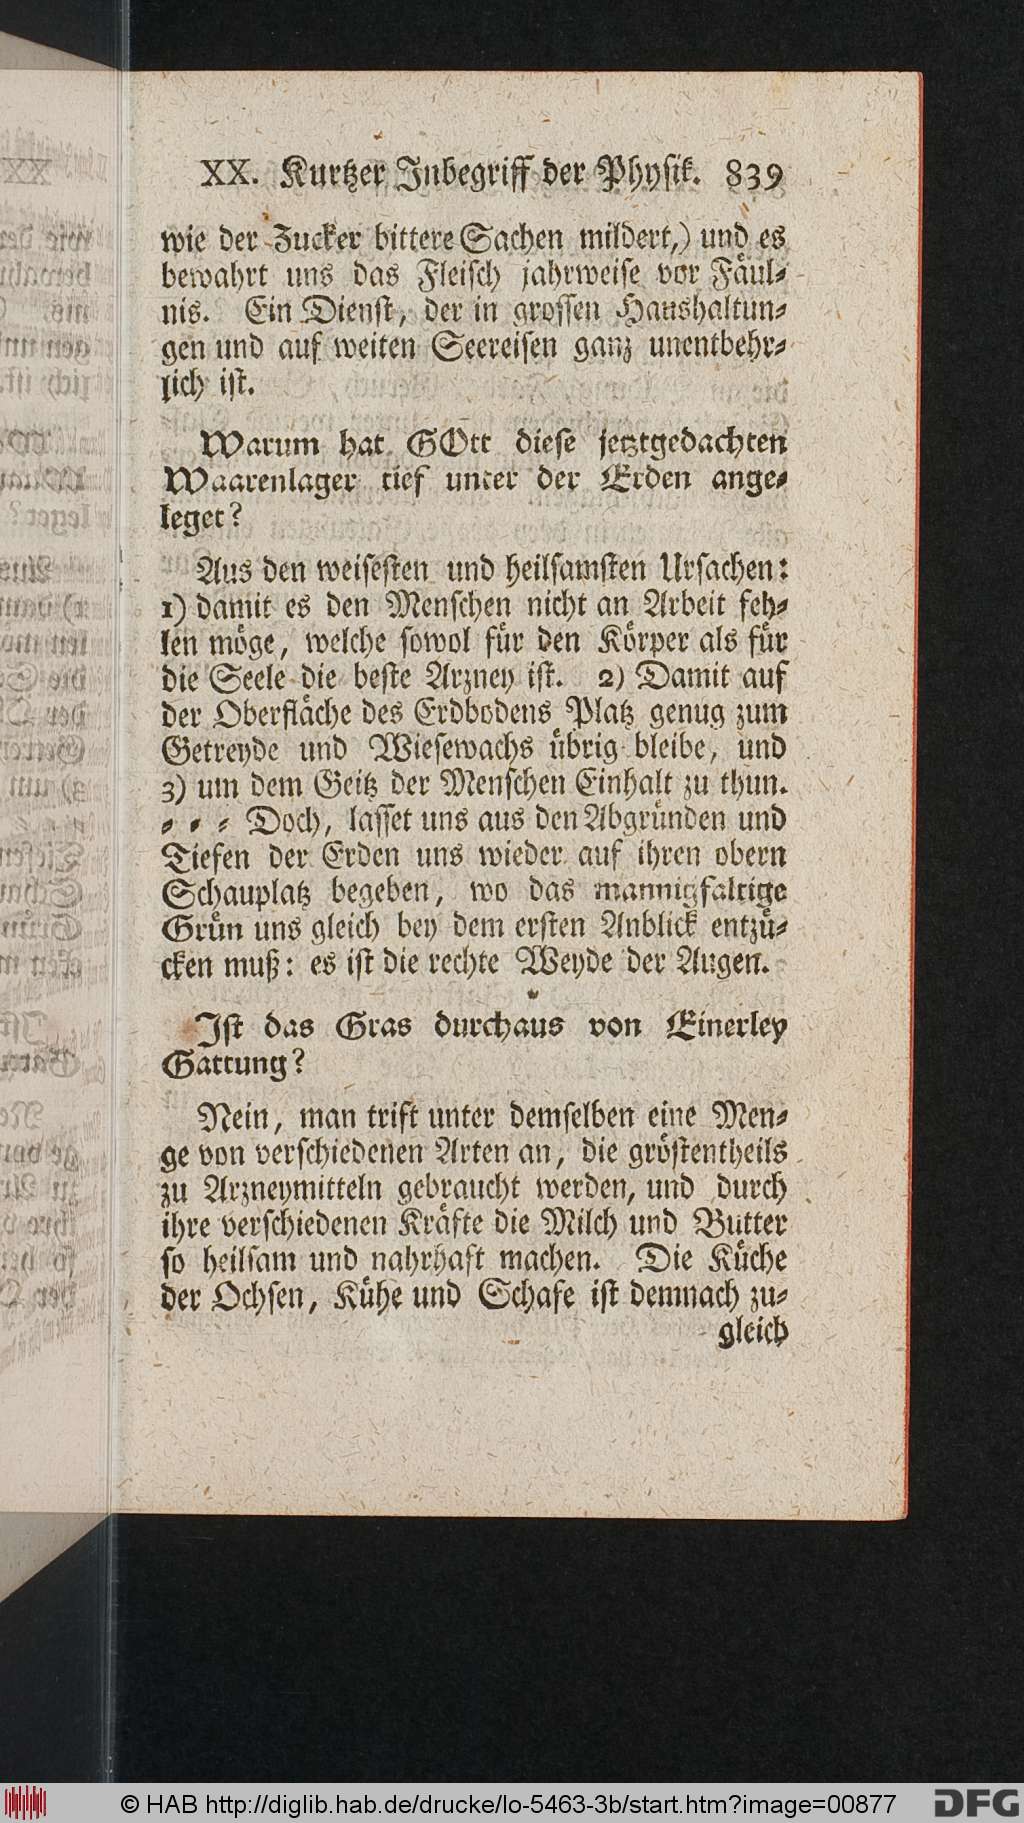 XX. Kurtzer Inbegriff der Physik. 839
wie der Zucker bittere Sachen mildert,) und es
bewahrt uns das Fleisch jahrweise vor Fäul-
nis. Ein Dienst, der in grossen Haushaltun-
gen und auf weiten Seereisen ganz unentbehr-
lich ist.
Warum hat GOtt diese jetztgedachten
Waarenlager tief unter der Erden ange-
leget?
Aus den weisesten und heilsamsten Ursachen:
1) damit es den Menschen nicht an Arbeit feh-
len möge, welche sowol für den Körper als für
die Seele die beste Arzney ist. 2) Damit auf
der Oberfläche des Erdbodens Platz genug zum
Getreyde und Wiesewachs übrig bleibe, und
3) um dem Geitz der Menschen Einhalt zu thun.
- - - Doch, lasset uns aus den Abgründen und
Tiefen der Erden uns wieder auf ihren obern
Schauplatz begeben, wo das mannigfaltige
Grün uns gleich bey dem ersten Anblick entzü-
cken muß: es ist die rechte Weyde der Augen.
Ist das Gras durchaus von Einerley
Gattung?
Nein, man trift unter demselben eine Men-
ge von verschiedenen Arten an, die gröstentheils
zu Arzneymitteln gebraucht werden, und durch
ihre verschiedenen Kräfte die Milch und Butter
so heilsam und nahrhaft machen. Die Küche
der Ochsen, Kühe und Schafe ist demnach zu-
gleich
© HAB http://diglib.hab.de/drucke/lo-5463-3b/start.htm?image=00877
DFG